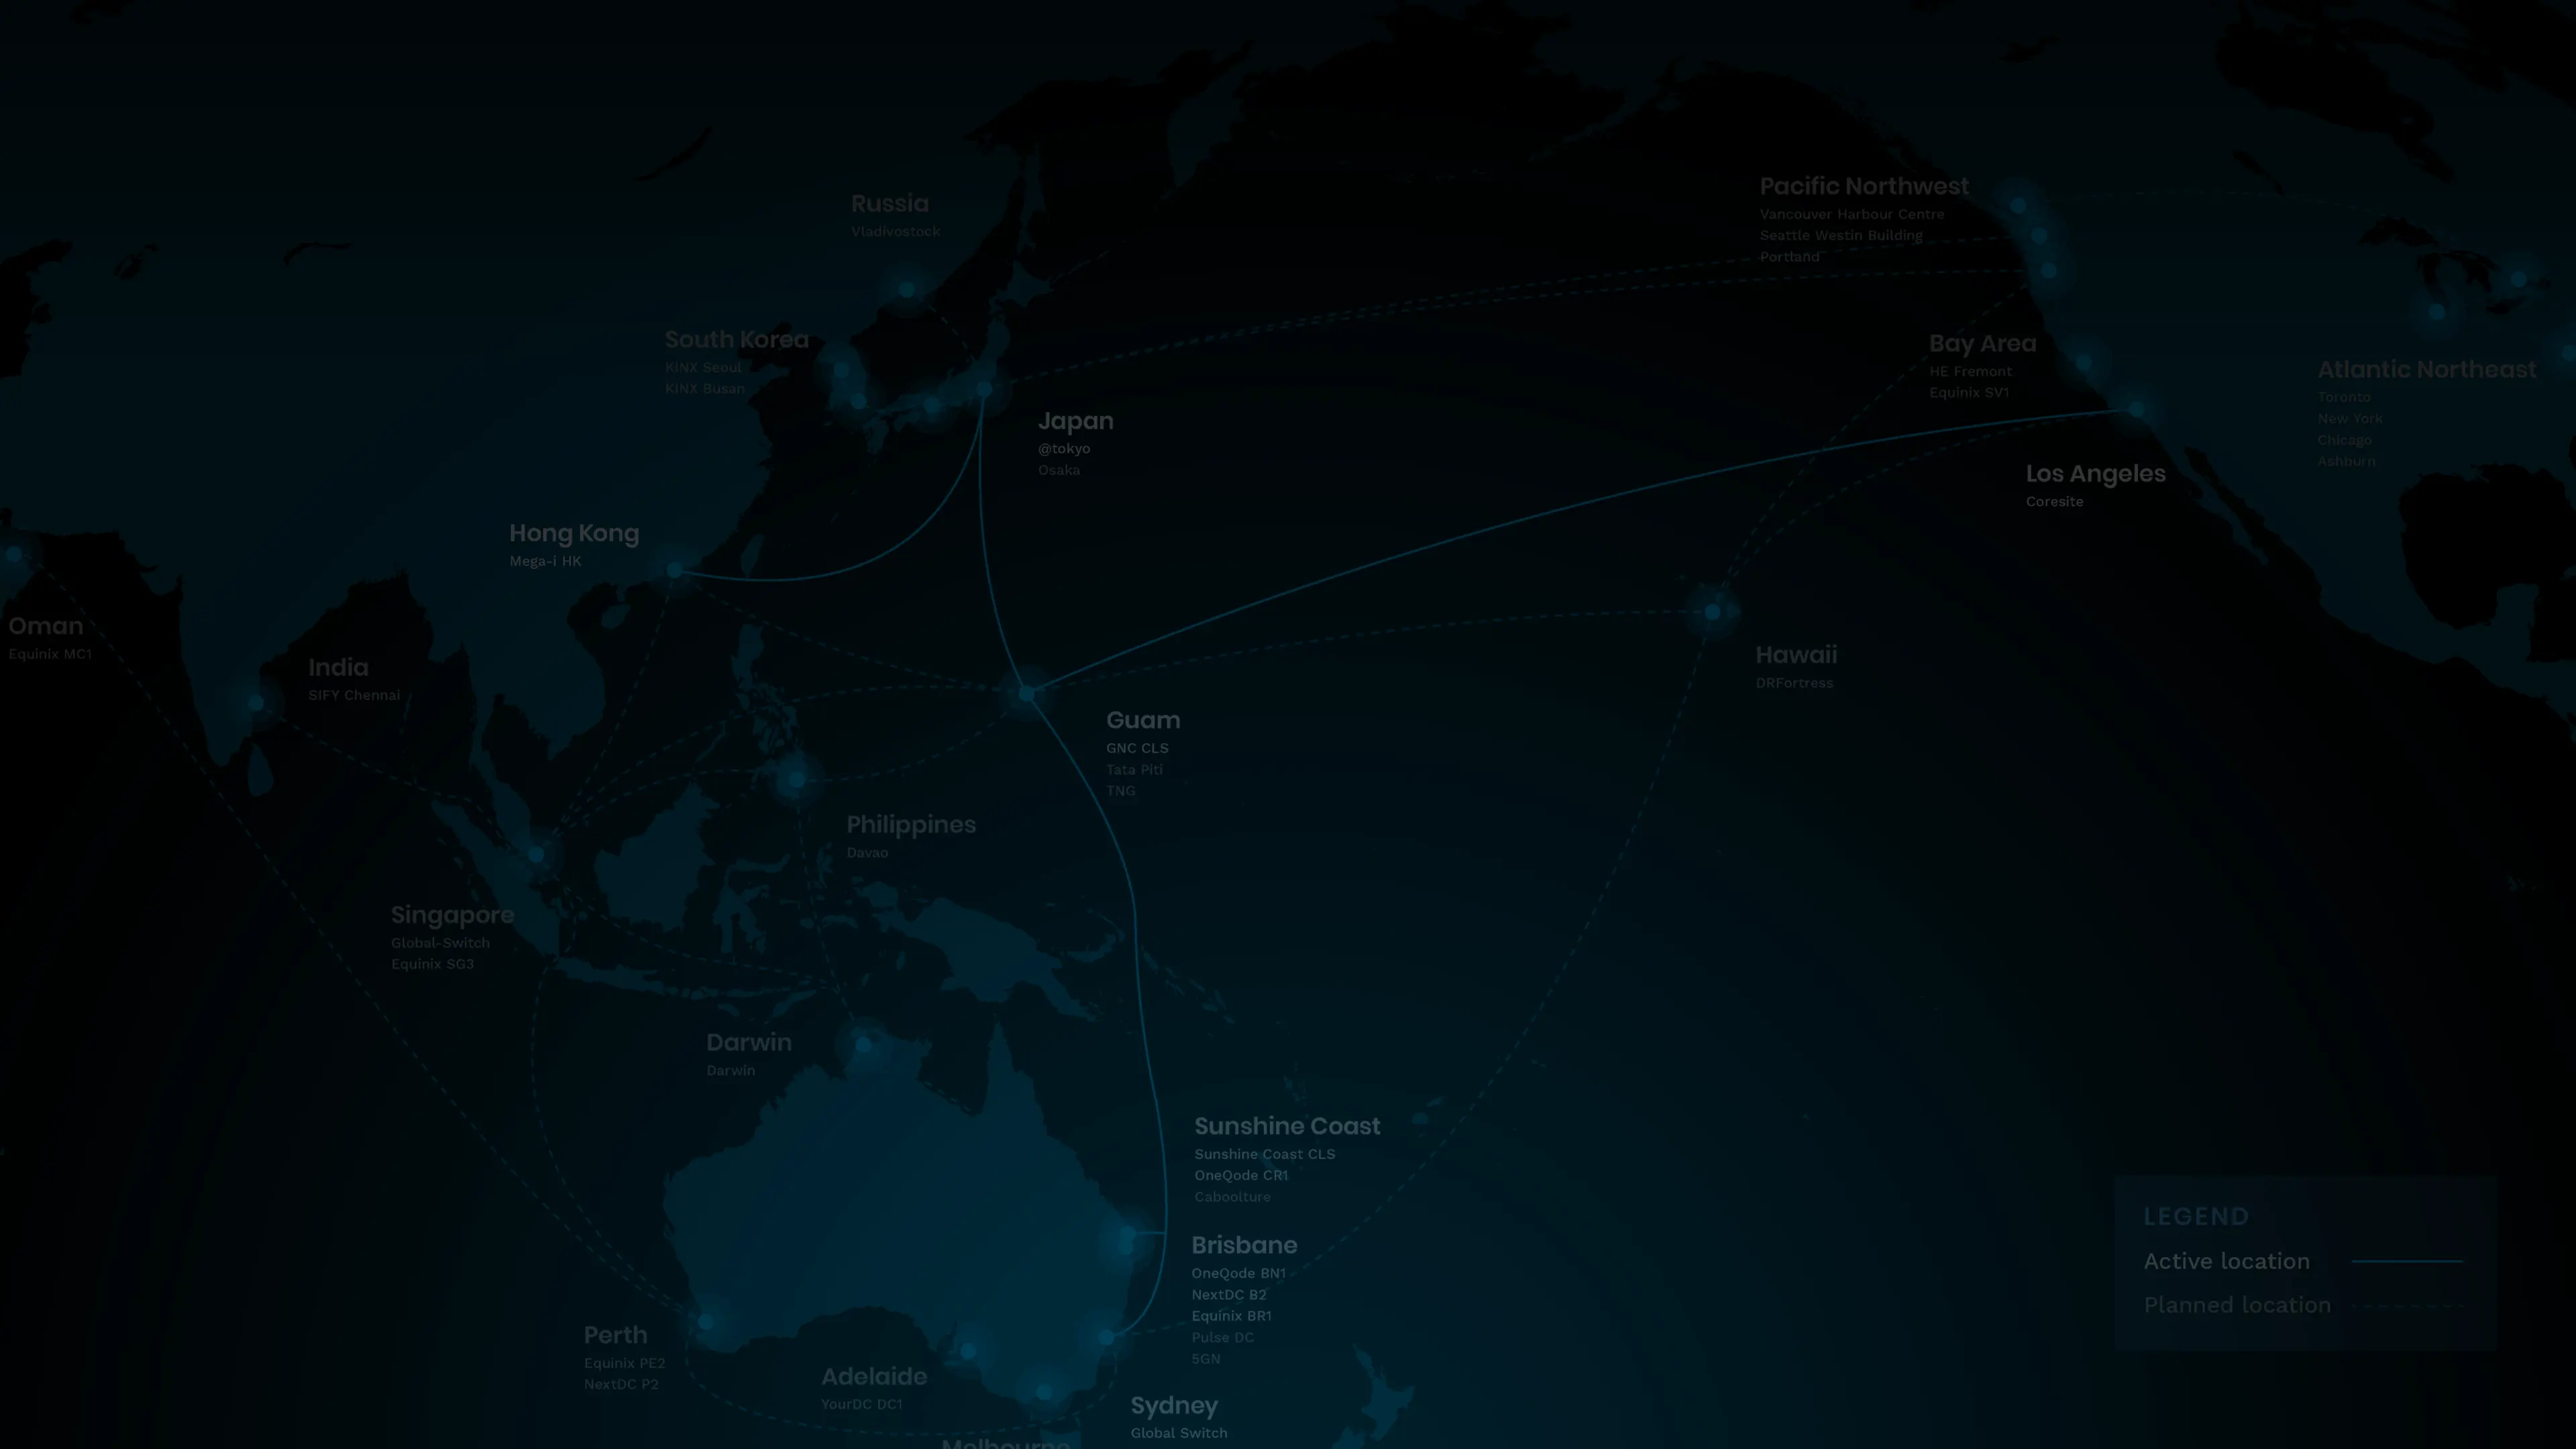 Pacific Northwest
Vancouver Harbour Centre
Seattle Westin Building
Portland
Russia
Vladivostock
South Korea
KINX Seoul
KINX Busan
Bay Area
HE Fremont
Equinix SV1
Atlantic Northeast
Toronto
New York
Chicago
Ashburn
Japan
@tokyo
Osaka
Los Angeles
Coresite
Hong Kong
Mega-i HK
Oman
Equinix MC1
India
SIFY Chennai
Hawaii
DRFortress
Guam
GNC CLS
Tata Piti
TNG
Philippines
Davao
Singapore
Global-Switch
Equinix SG3
Darwin
Darwin
Sunshine Coast
Sunshine Coast CLS
OneQode CR1
Caboolture
Brisbane
OneQode BN1
NextDC B2
Equinix BR1
Pulse DC
5GN
LEGEND
Active location
Planned location
Perth
Equinix PE2
NextDC P2
Adelaide
YourDC DC1
Sydney
Global Switch
Melbourne